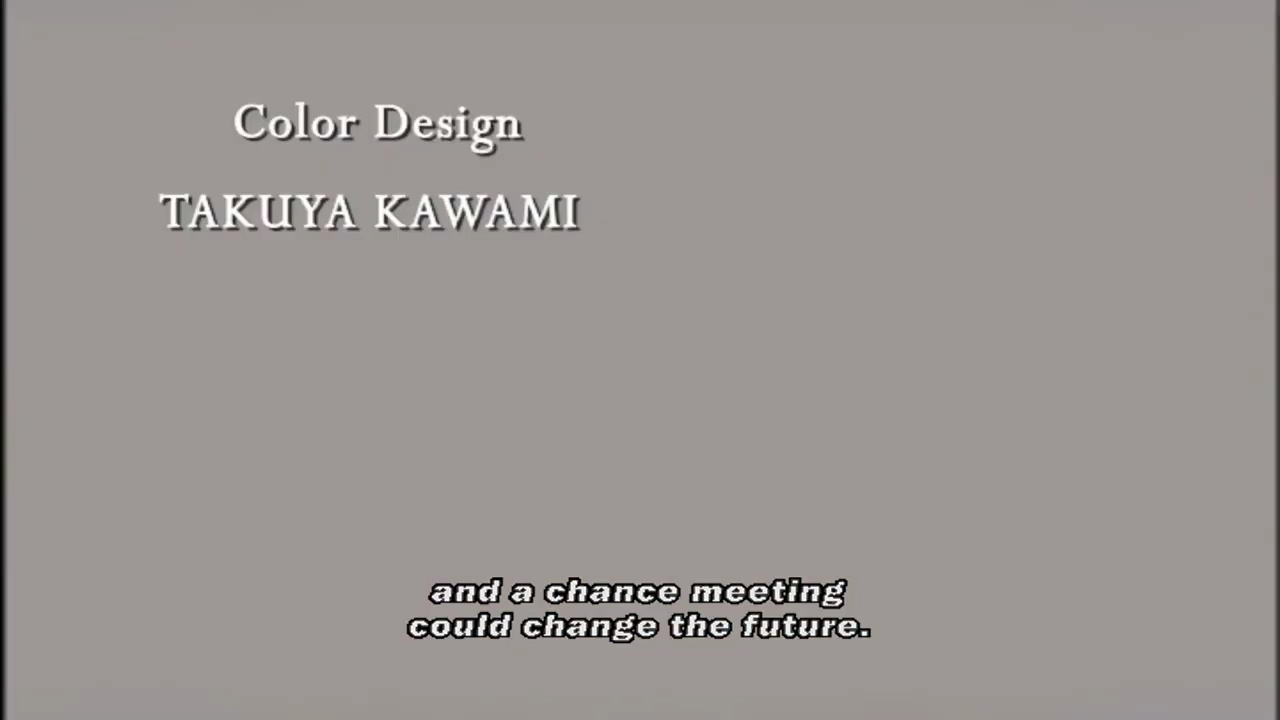 Color Design
TAKUYA KAWAMI
and a chance meeting
could change the future.